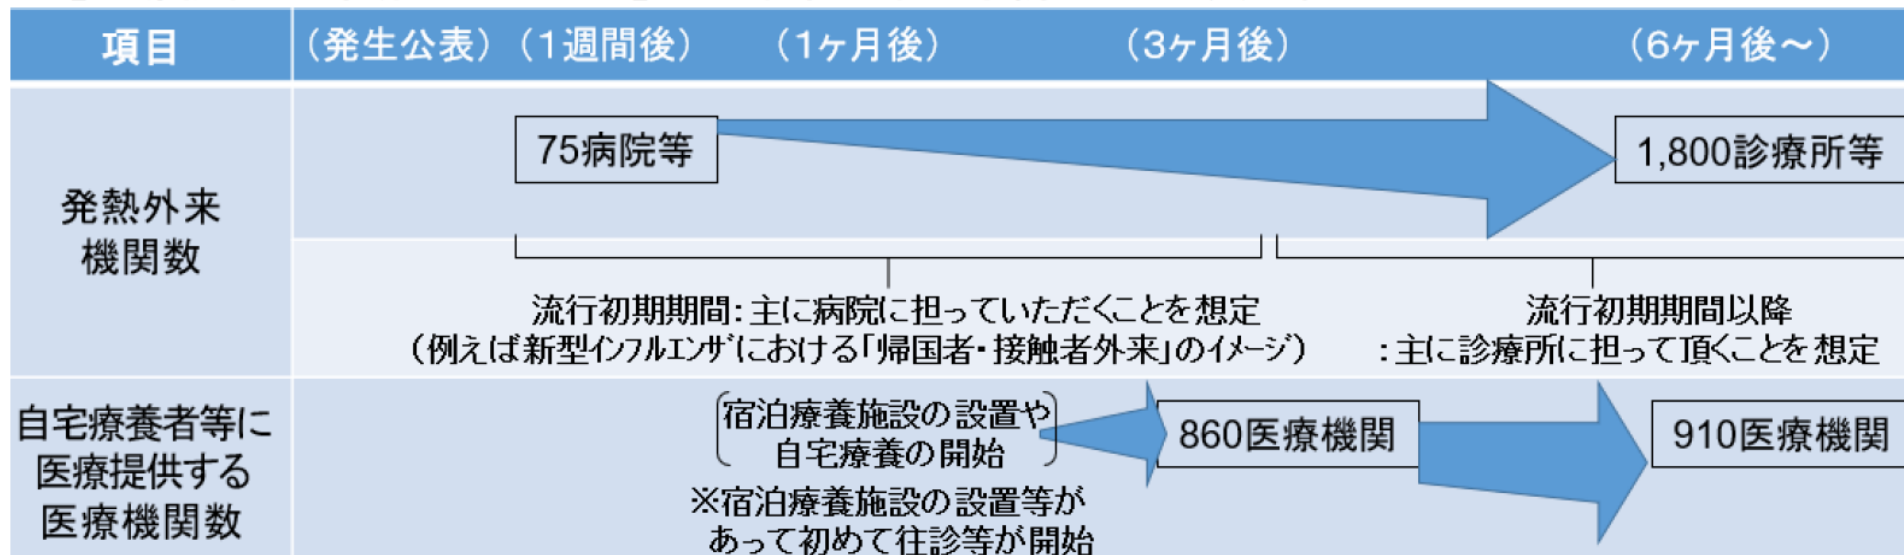 項目
（発生公表）（１週間後）　（１ヶ月後）　（３ヶ月後）　（６ヶ月後～）
発熱外来
機関数
75病院等
1,800診療所等
流行初期期間：主に病院に担っていただくことを想定
（例えば新型ｲﾝﾌﾙｴﾝｻﾞにおける「帰国者・接触者外来」のイメージ）
流行初期期間以降
：主に診療所に担って頂くことを想定
自宅療養者等に
医療提供する
医療機関数
宿泊療養施設の設置や
自宅療養の開始
※宿泊療養施設の設置等が
あって初めて往診等が開始
860医療機関
910医療機関